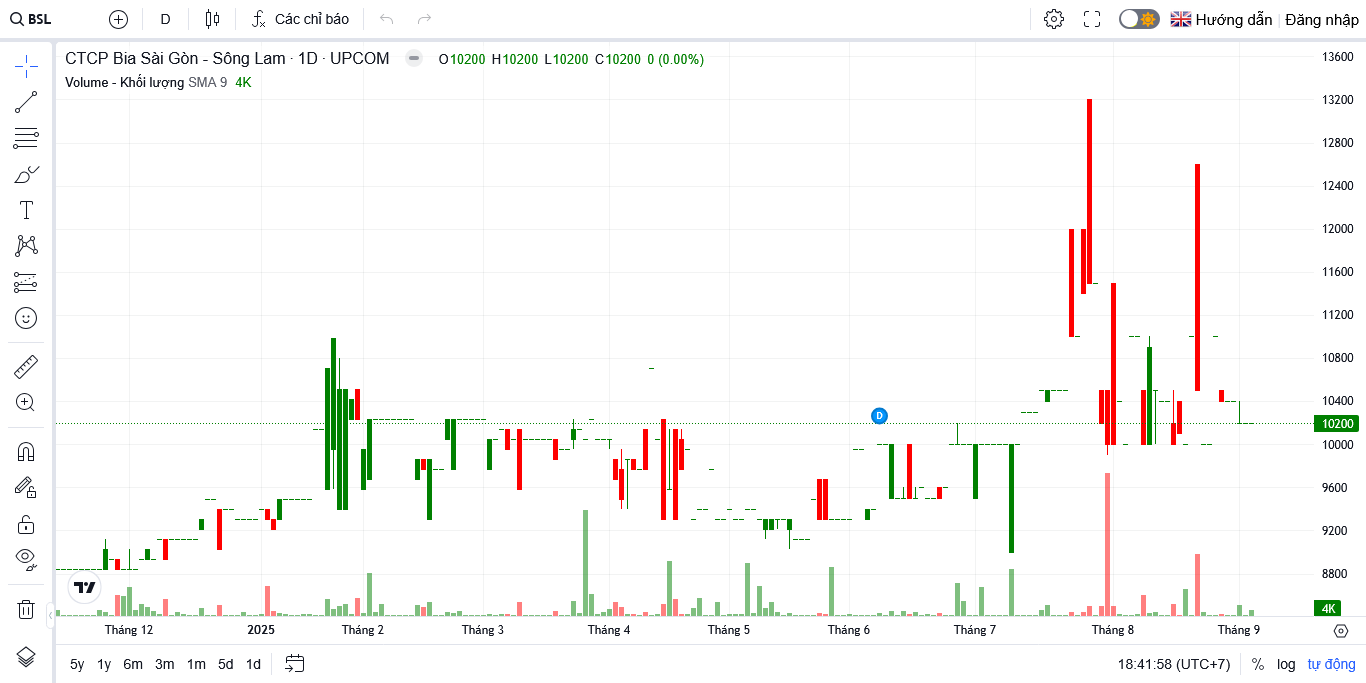 BSL D Các chỉ báo Hướng dẫn Đăng nhập
CTCP Bia Sài Gòn - Sông Lam · 1D · UPCOM O10200 H10200 L10200 C10200 0 (0.00%)
Volume - Khối lượng SMA 9 4K
13600
13200
12800
12400
12000
11600
11200
10800
10400
10200
10000
9600
9200
8800
4K
D
Tháng 12 2025 Tháng 2 Tháng 3 Tháng 4 Tháng 5 Tháng 6 Tháng 7 Tháng 8 Tháng 9
5y 1y 6m 3m 1m 5d 1d 18:41:58 (UTC+7) % log tự động